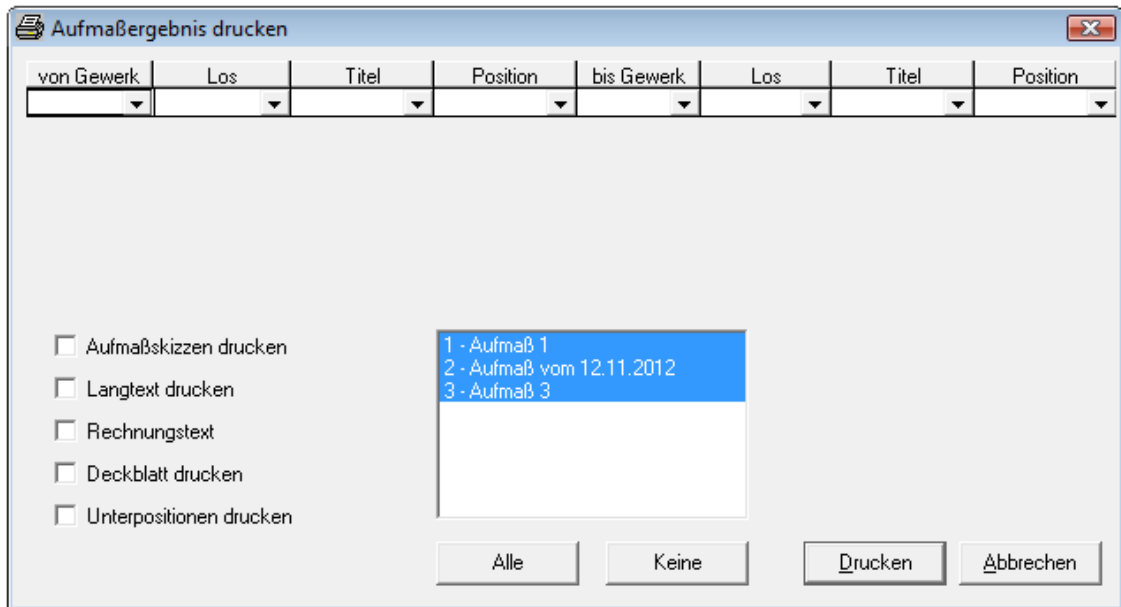 Aufmaßergebnis drucken
von Gewerk Los Titel Position bis Gewerk Los Titel Position
Aufmaßskizzen drucken
Langtext drucken
Rechnungstext
Deckblatt drucken
Unterpositionen drucken
1 - Aufmaß 1
2 - Aufmaß vom 12.11.2012
3 - Aufmaß 3
Alle Keine Drucken Abbrechen